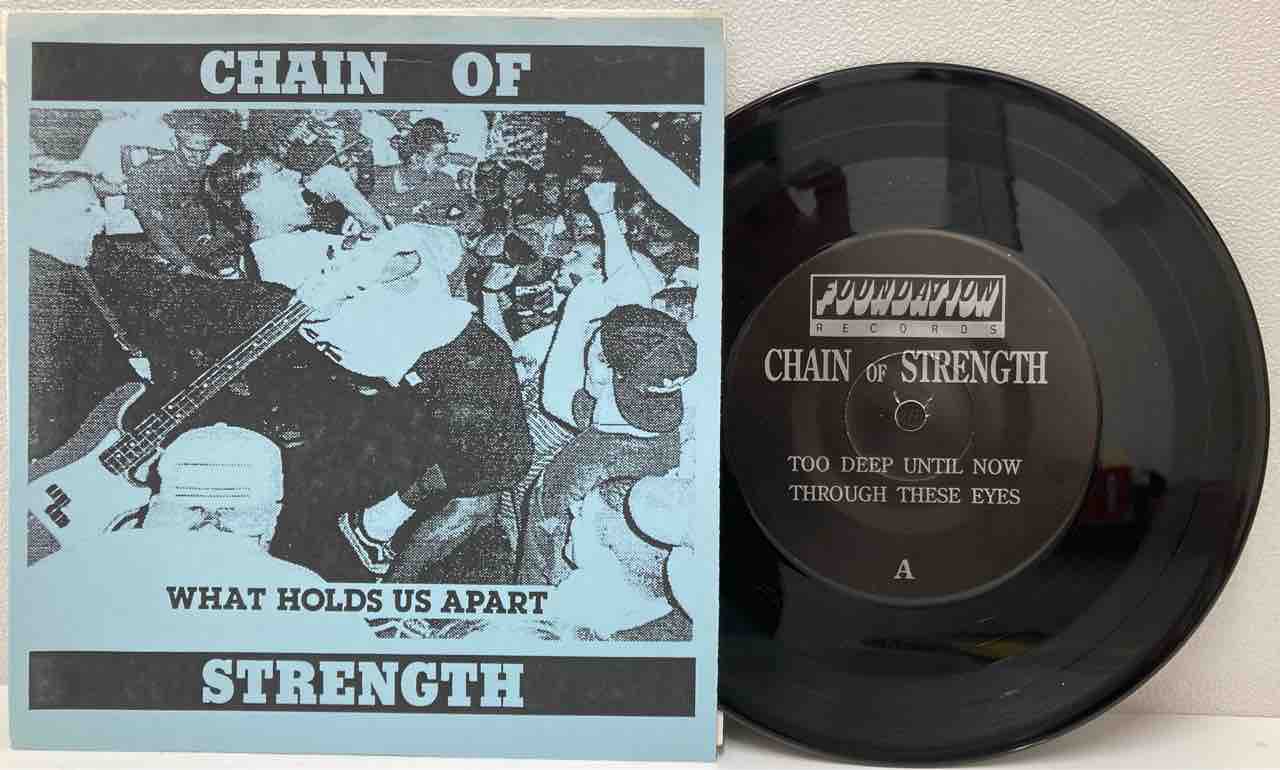 CHAIN OF
WHAT HOLDS US APART
STRENGTH
FOUNDATION
RECORDS
CHAIN OF STRENGTH
TOO DEEP UNTIL NOW
THROUGH THESE EYES
A